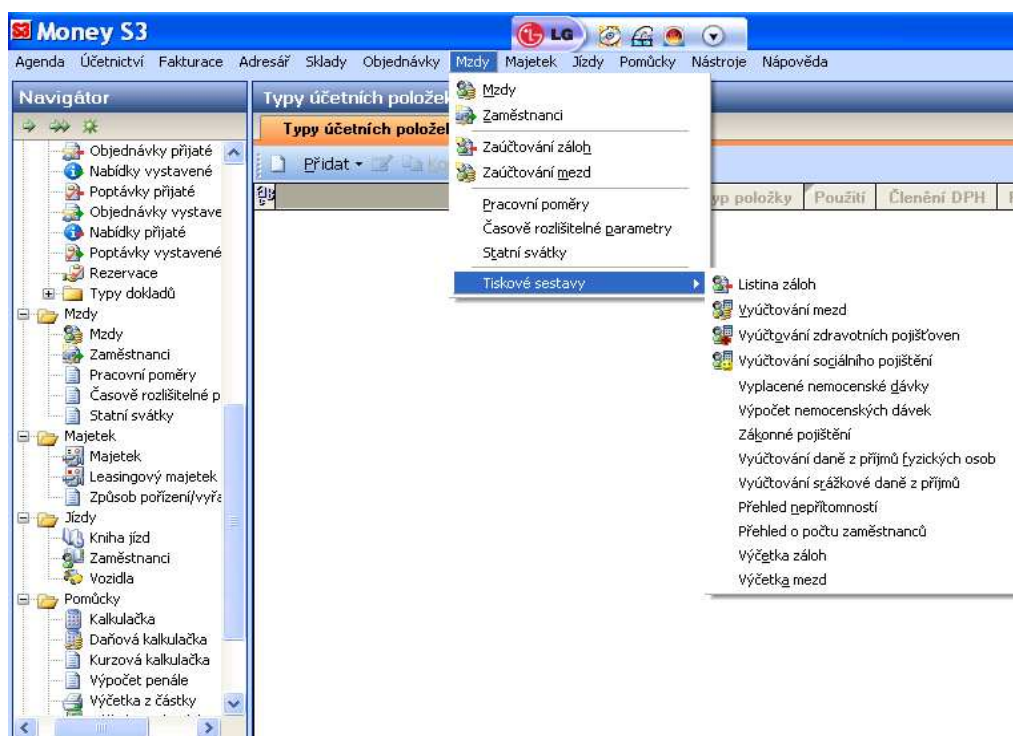 Money S3
LG
Agenda Účetnictví Fakturace Adresář Sklady Objednávky Mzdy Majetek Jízdy Pomůcky Nástroje Nápověda
Navigátor
Objednávky přijaté
Nabídky vystavené
Poptávky přijaté
Objednávky vystave
Nabídky přijaté
Poptávky vystavené
Rezervace
Typy dokladů
Mzdy
Mzdy
Zaměstnanci
Pracovní poměry
Časově rozlišitelné p
Statní svátky
Majetek
Majetek
Leasingový majetek
Způsob pořízení/vyřa
Jízdy
Kniha jízd
Zaměstnanci
Vozidla
Pomůcky
Kalkulačka
Daňová kalkulačka
Kurzová kalkulačka
Výpočet penále
Výčetka z částky
Typy účetních položek
Typy účetních položek
Přidat
Ko
yp položky Použití Členění DPH
Mzdy
Zaměstnanci
Zaúčtování záloh
Zaúčtování mezd
Pracovní poměry
Časově rozlišitelné parametry
Statní svátky
Tiskové sestavy
Listina záloh
Vyúčtování mezd
Vyúčtování zdravotních pojišťoven
Vyúčtování sociálního pojištění
Vyplacené nemocenské dávky
Výpočet nemocenských dávek
Zákonné pojištění
Vyúčtování daně z příjmů fyzických osob
Vyúčtování srážkové daně z příjmů
Přehled nepřítomností
Přehled o počtu zaměstnanců
Výčetka záloh
Výčetka mezd